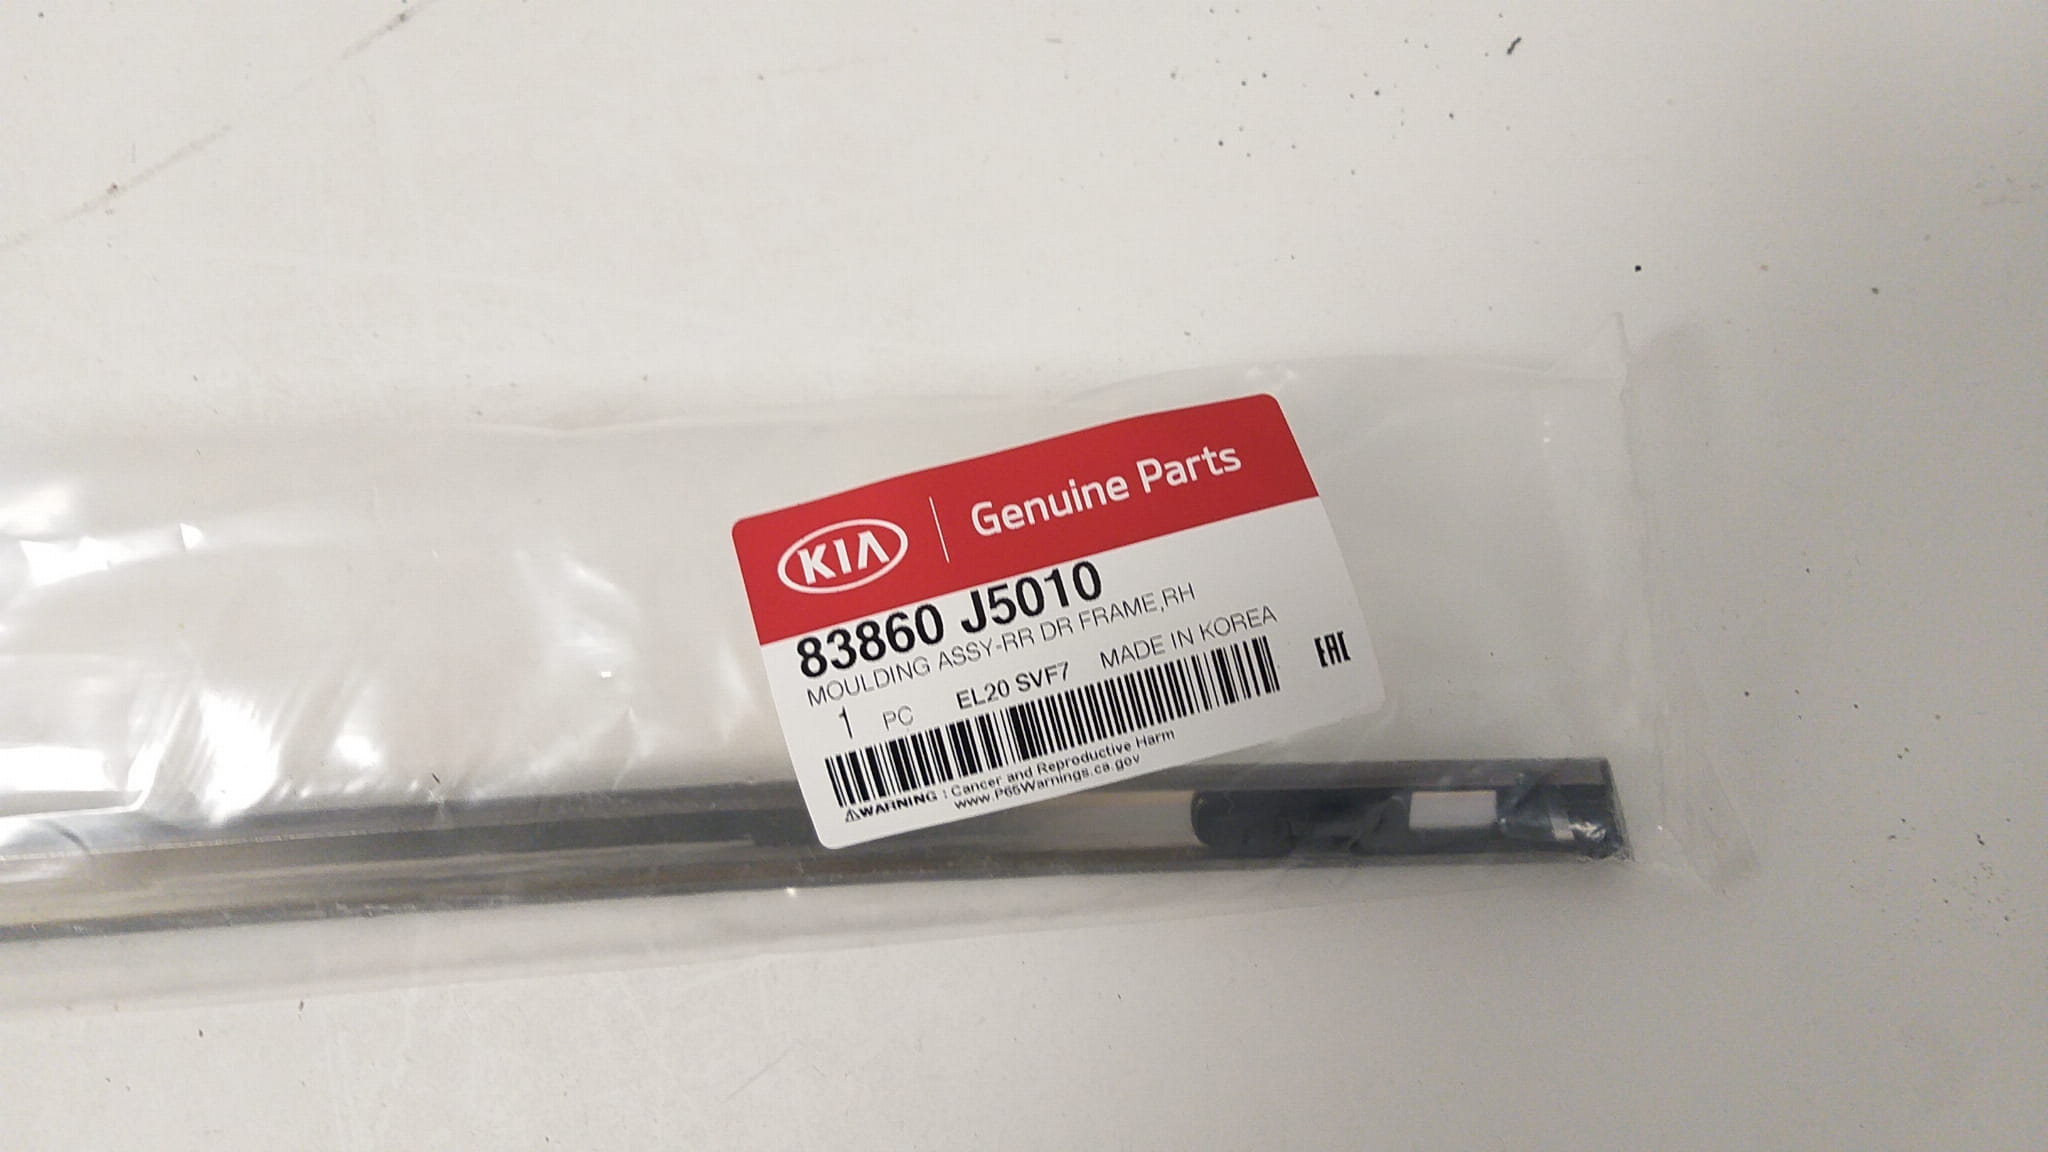 KIA Genuine Parts
83860 J5010
MOULDING ASSY-RR DR FRAME,RH
1 PC EL20 SVF7 MADE IN KOREA
EAC
⚠WARNING : Cancer and Reproductive Harm
www.P65Warnings.ca.gov